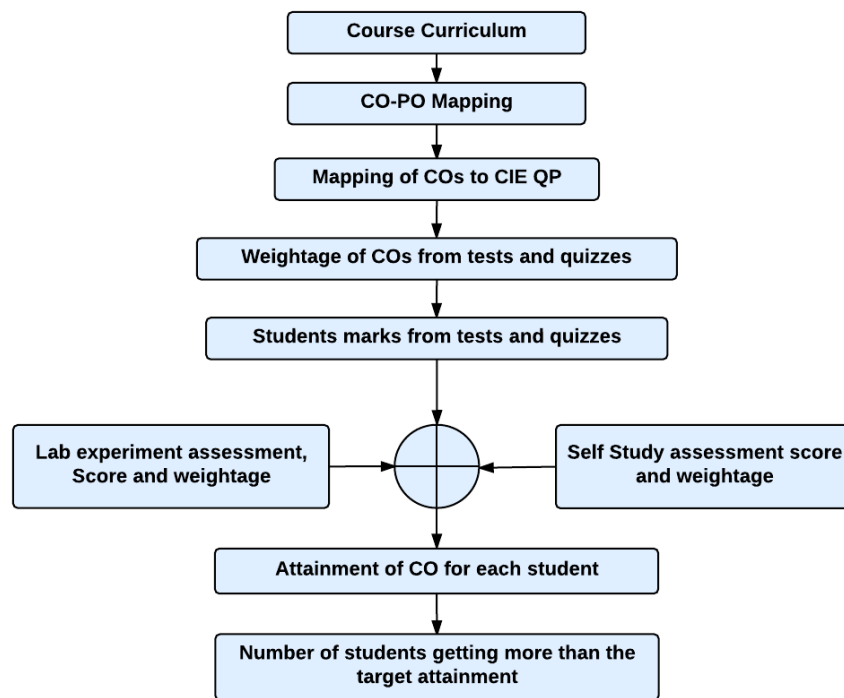 Course Curriculum
CO-PO Mapping
Mapping of COs to CIE QP
Weightage of COs from tests and quizzes
Students marks from tests and quizzes
Lab experiment assessment,
Score and weightage
Self Study assessment score
and weightage
Attainment of CO for each student
Number of students getting more than the
target attainment